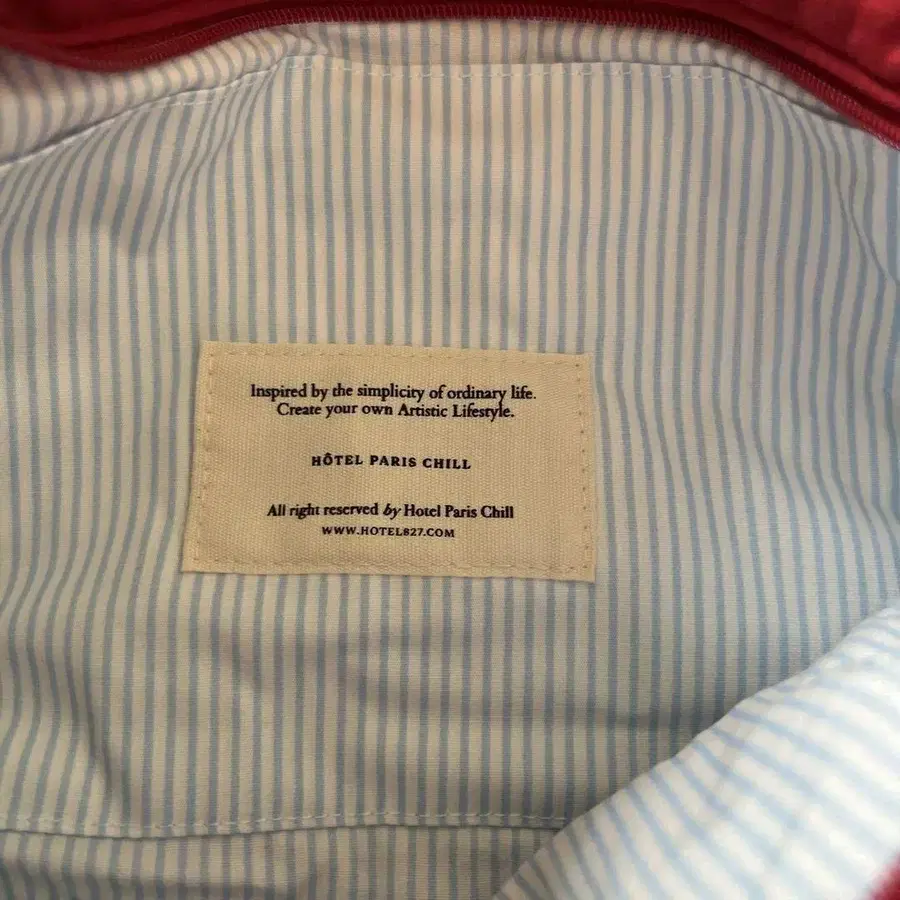 Inspired by the simplicity of ordinary life.
Create your own Artistic Lifestyle.
HÔTEL PARIS CHILL
All right reserved by Hotel Paris Chill
WWW.HOTEL827.COM